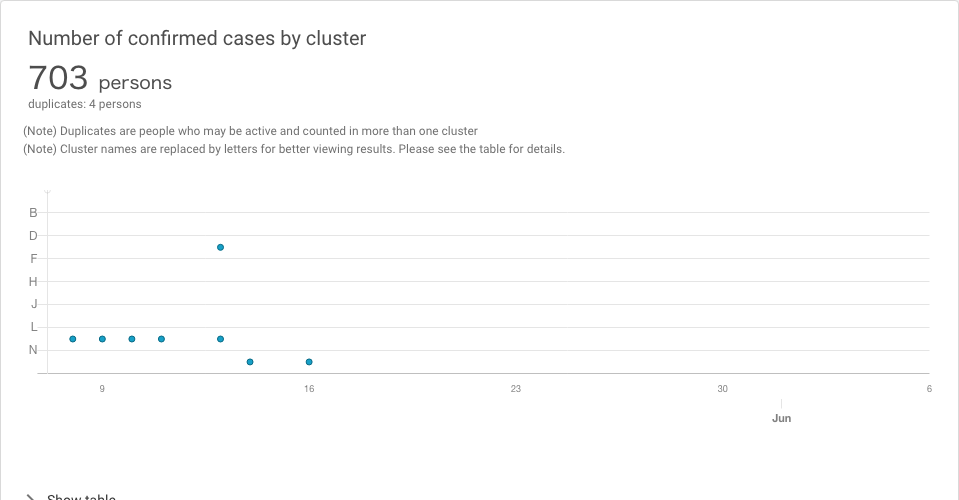 Number of confirmed cases by cluster
703 persons
duplicates: 4 persons
(Note) Duplicates are people who may be active and counted in more than one cluster
(Note) Cluster names are replaced by letters for better viewing results. Please see the table for details.
B
D
F
H
J
L
N
9 16 23 30 6
Jun
Show table